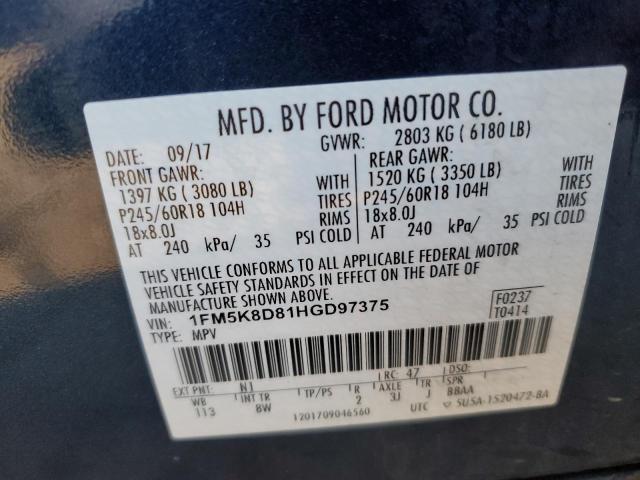 MFD. BY FORD MOTOR CO.
DATE: 09/17 GVWR: 2803 KG ( 6180 LB)
FRONT GAWR: REAR GAWR:
1397 KG ( 3080 LB) WITH 1520 KG ( 3350 LB) WITH
P245/60R18 104H TIRES P245/60R18 104H TIRES
18x8.0J RIMS 18x8.0J RIMS
AT 240 kPa/ 35 PSI COLD AT 240 kPa/ 35 PSI COLD
THIS VEHICLE CONFORMS TO ALL APPLICABLE FEDERAL MOTOR
VEHICLE SAFETY STANDARDS IN EFFECT ON THE DATE OF
MANUFACTURE SHOWN ABOVE.
VIN: 1FM5K8D81HGD97375 F0237
TYPE: MPV T0414
EXT PNT: NJ RC: 47 DSO:
WB INT TR TP/PS R AXLE TR SPR
113 BW 2 3J J BBAA
1201709046560 UTC 5U5A-1520472-BA